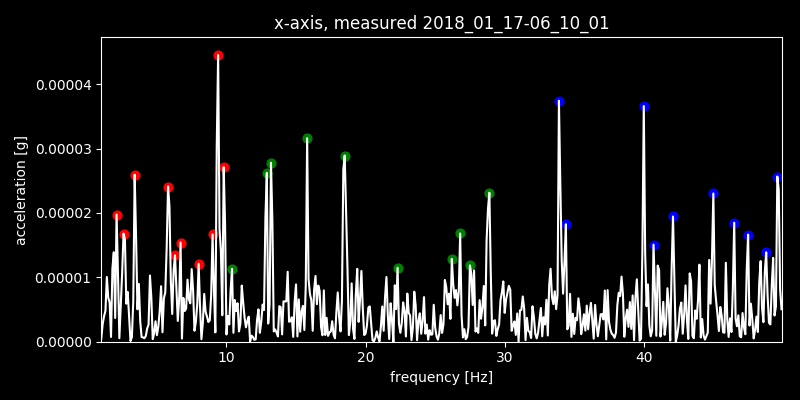 x-axis, measured 2018_01_17-06_10_01
0.00004
0.00003
0.00002
0.00001
0.00000
acceleration [g]
10 20 30 40
frequency [Hz]